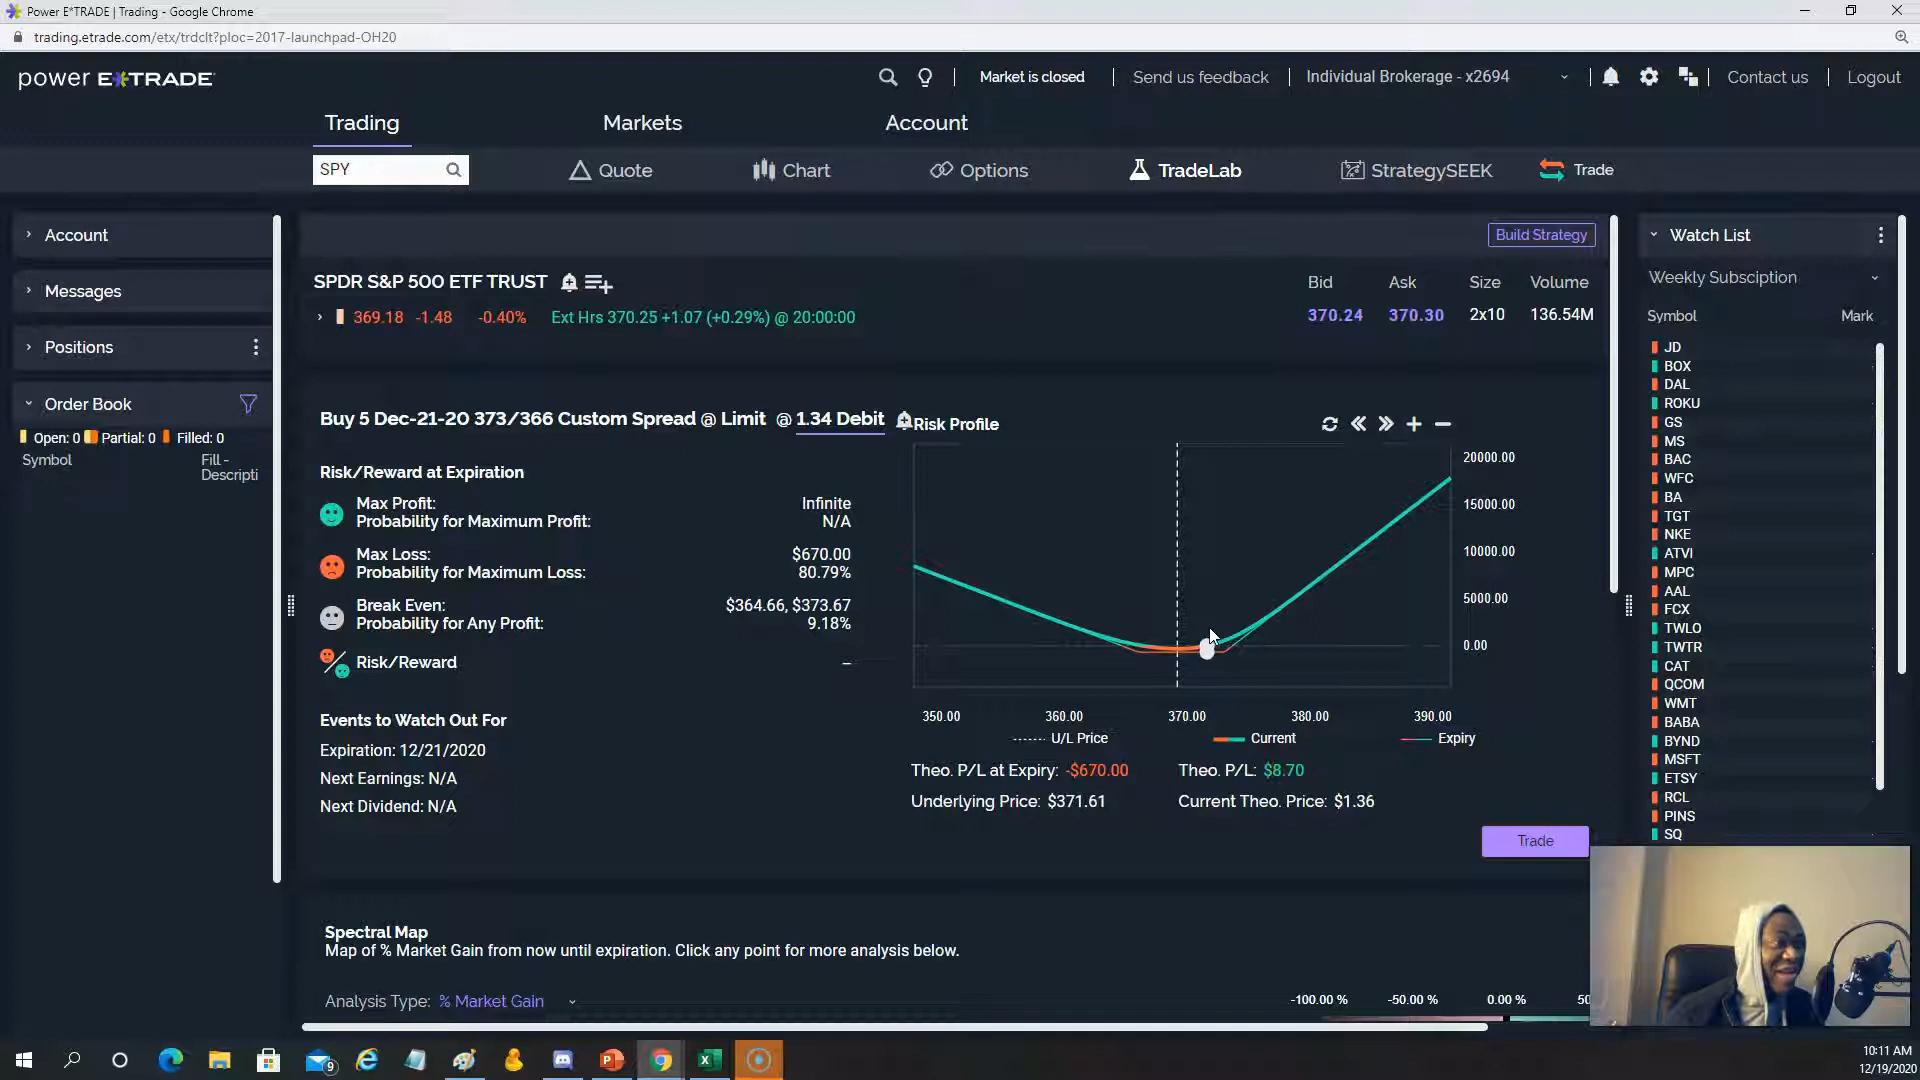 Power E*TRADE | Trading - Google Chrome
trading.etrade.com/etx/trdclt?ploc=2017-launchpad-OH20
power E*TRADE
Market is closed
Send us feedback
Individual Brokerage - x2694
Contact us
Logout
Trading
Markets
Account
SPY
Quote
Chart
Options
TradeLab
StrategySEEK
Trade
Account
Messages
Positions
Order Book
Open: 0 Partial: 0 Filled: 0
Symbol
Fill -
Descripti
Build Strategy
SPDR S&P 500 ETF TRUST
Bid Ask Size Volume
369.18 -1.48 -0.40% Ext Hrs 370.25 +1.07 (+0.29%) @ 20:00:00
370.24 370.30 2x10 136.54M
Buy 5 Dec-21-20 373/366 Custom Spread @ Limit @ 1.34 Debit
Risk/Reward at Expiration
Max Profit: Infinite
Probability for Maximum Profit: N/A
Max Loss: $670.00
Probability for Maximum Loss: 80.79%
Break Even: $364.66, $373.67
Probability for Any Profit: 9.18%
Risk/Reward –
Events to Watch Out For
Expiration: 12/21/2020
Next Earnings: N/A
Next Dividend: N/A
Risk Profile
20000.00
15000.00
10000.00
5000.00
0.00
350.00 360.00 370.00 380.00 390.00
U/L Price Current Expiry
Theo. P/L at Expiry: -$670.00 Theo. P/L: $8.70
Underlying Price: $371.61 Current Theo. Price: $1.36
Trade
Spectral Map
Map of % Market Gain from now until expiration. Click any point for more analysis below.
Analysis Type: % Market Gain
-100.00 % -50.00 % 0.00 % 50
Watch List
Weekly Subsciption
Symbol Mark
JD
BOX
DAL
ROKU
GS
MS
BAC
WFC
BA
TGT
NKE
ATVI
MPC
AAL
FCX
TWLO
TWTR
CAT
QCOM
WMT
BABA
BYND
MSFT
ETSY
RCL
PINS
SQ
9
10:11 AM
12/19/2020